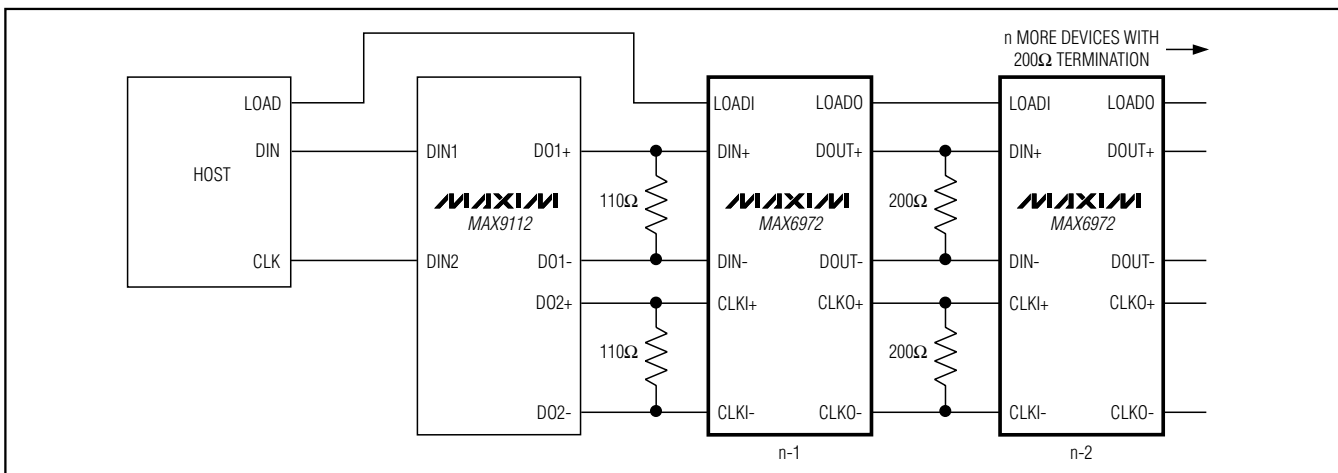 n MORE DEVICES WITH
200Ω TERMINATION
HOST
LOAD
DIN
CLK
DIN1
DIN2
DO1+
DO1-
DO2+
DO2-
MAXIM
MAX9112
110Ω
110Ω
LOADI
DIN+
DIN-
CLKI+
CLKI-
LOADO
DOUT+
DOUT-
CLKO+
CLKO-
MAXIM
MAX6972
n-1
200Ω
200Ω
LOADI
DIN+
DIN-
CLKI+
CLKI-
LOADO
DOUT+
DOUT-
CLKO+
CLKO-
MAXIM
MAX6972
n-2